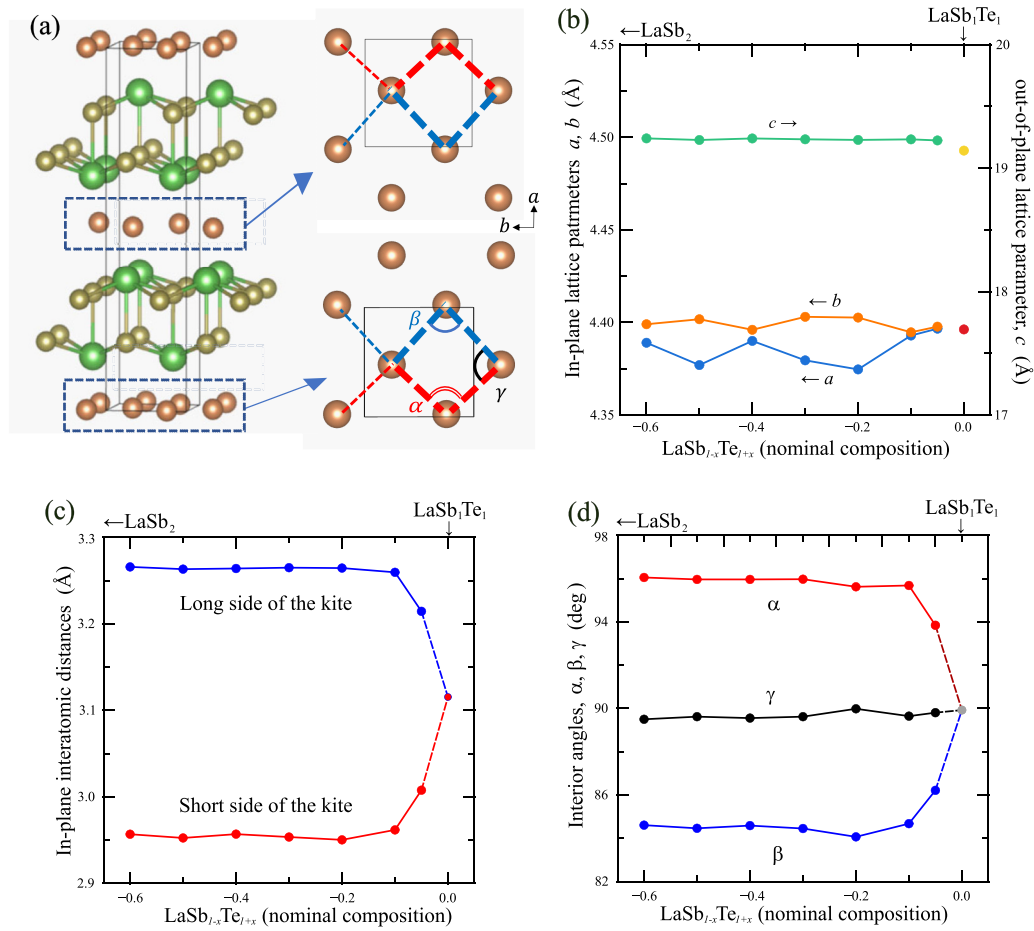 (a)
a
b
β
γ
α
(b)
←LaSb₂
LaSb₁Te₁
↓
4.55
4.50
4.45
4.40
4.35
In-plane lattice patrmeters a, b (Å)
20
19
18
17
out-of-plane lattice parameter, c (Å)
c →
← b
← a
−0.6
−0.4
−0.2
0.0
LaSb₁₋ₓTe₁₊ₓ (nominal composition)
(c)
←LaSb₂
LaSb₁Te₁
↓
3.3
3.2
3.1
3.0
2.9
In-plane interatomic distances (Å)
Long side of the kite
Short side of the kite
−0.6
−0.4
−0.2
0.0
LaSb₁₋ₓTe₁₊ₓ (nominal composition)
(d)
←LaSb₂
LaSb₁Te₁
↓
98
94
90
86
82
Interior angles, α, β, γ (deg)
α
γ
β
−0.6
−0.4
−0.2
0.0
LaSb₁₋ₓTe₁₊ₓ (nominal composition)